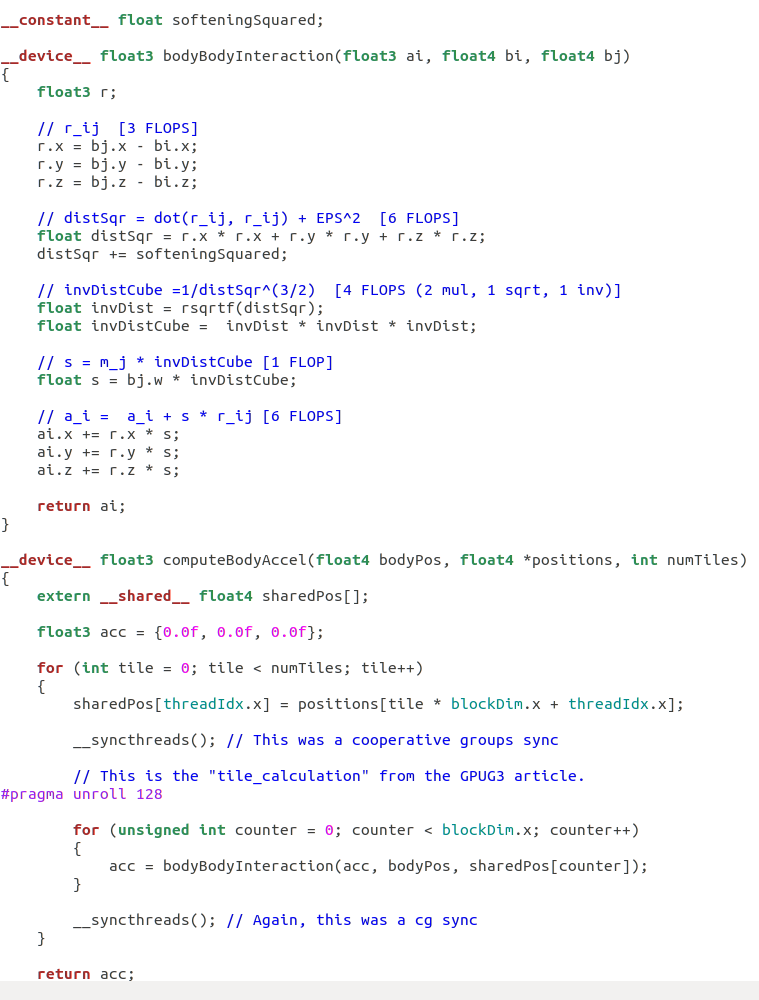 __constant__ float softeningSquared;

__device__ float3 bodyBodyInteraction(float3 ai, float4 bi, float4 bj)
{
    float3 r;

    // r_ij  [3 FLOPS]
    r.x = bj.x - bi.x;
    r.y = bj.y - bi.y;
    r.z = bj.z - bi.z;

    // distSqr = dot(r_ij, r_ij) + EPS^2  [6 FLOPS]
    float distSqr = r.x * r.x + r.y * r.y + r.z * r.z;
    distSqr += softeningSquared;

    // invDistCube =1/distSqr^(3/2)  [4 FLOPS (2 mul, 1 sqrt, 1 inv)]
    float invDist = rsqrtf(distSqr);
    float invDistCube =  invDist * invDist * invDist;

    // s = m_j * invDistCube [1 FLOP]
    float s = bj.w * invDistCube;

    // a_i =  a_i + s * r_ij [6 FLOPS]
    ai.x += r.x * s;
    ai.y += r.y * s;
    ai.z += r.z * s;

    return ai;
}

__device__ float3 computeBodyAccel(float4 bodyPos, float4 *positions, int numTiles)
{
    extern __shared__ float4 sharedPos[];

    float3 acc = {0.0f, 0.0f, 0.0f};

    for (int tile = 0; tile < numTiles; tile++)
    {
        sharedPos[threadIdx.x] = positions[tile * blockDim.x + threadIdx.x];

        __syncthreads(); // This was a cooperative groups sync

        // This is the "tile_calculation" from the GPUG3 article.
#pragma unroll 128

        for (unsigned int counter = 0; counter < blockDim.x; counter++)
        {
            acc = bodyBodyInteraction(acc, bodyPos, sharedPos[counter]);
        }

        __syncthreads(); // Again, this was a cg sync
    }

    return acc;